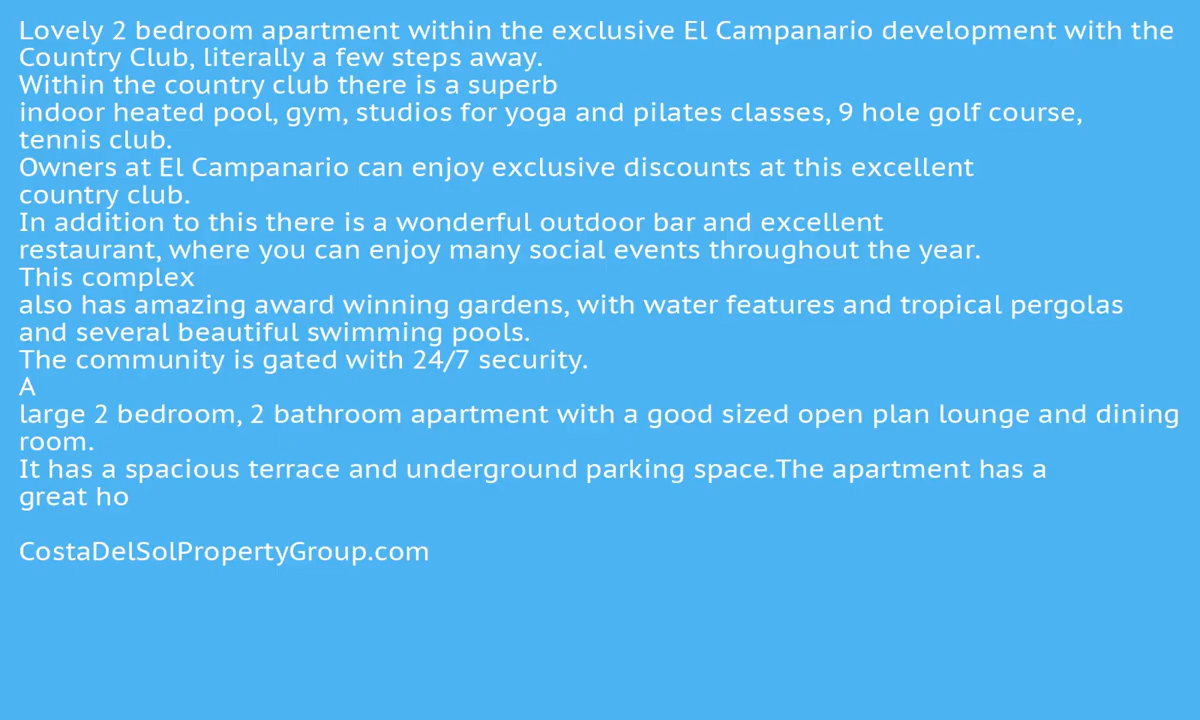 Lovely 2 bedroom apartment within the exclusive El Campanario development with the
Country Club, literally a few steps away.
Within the country club there is a superb
indoor heated pool, gym, studios for yoga and pilates classes, 9 hole golf course,
tennis club.
Owners at El Campanario can enjoy exclusive discounts at this excellent
country club.
In addition to this there is a wonderful outdoor bar and excellent
restaurant, where you can enjoy many social events throughout the year.
This complex
also has amazing award winning gardens, with water features and tropical pergolas
and several beautiful swimming pools.
The community is gated with 24/7 security.
A
large 2 bedroom, 2 bathroom apartment with a good sized open plan lounge and dining
room.
It has a spacious terrace and underground parking space.The apartment has a
great ho
CostaDelSolPropertyGroup.com